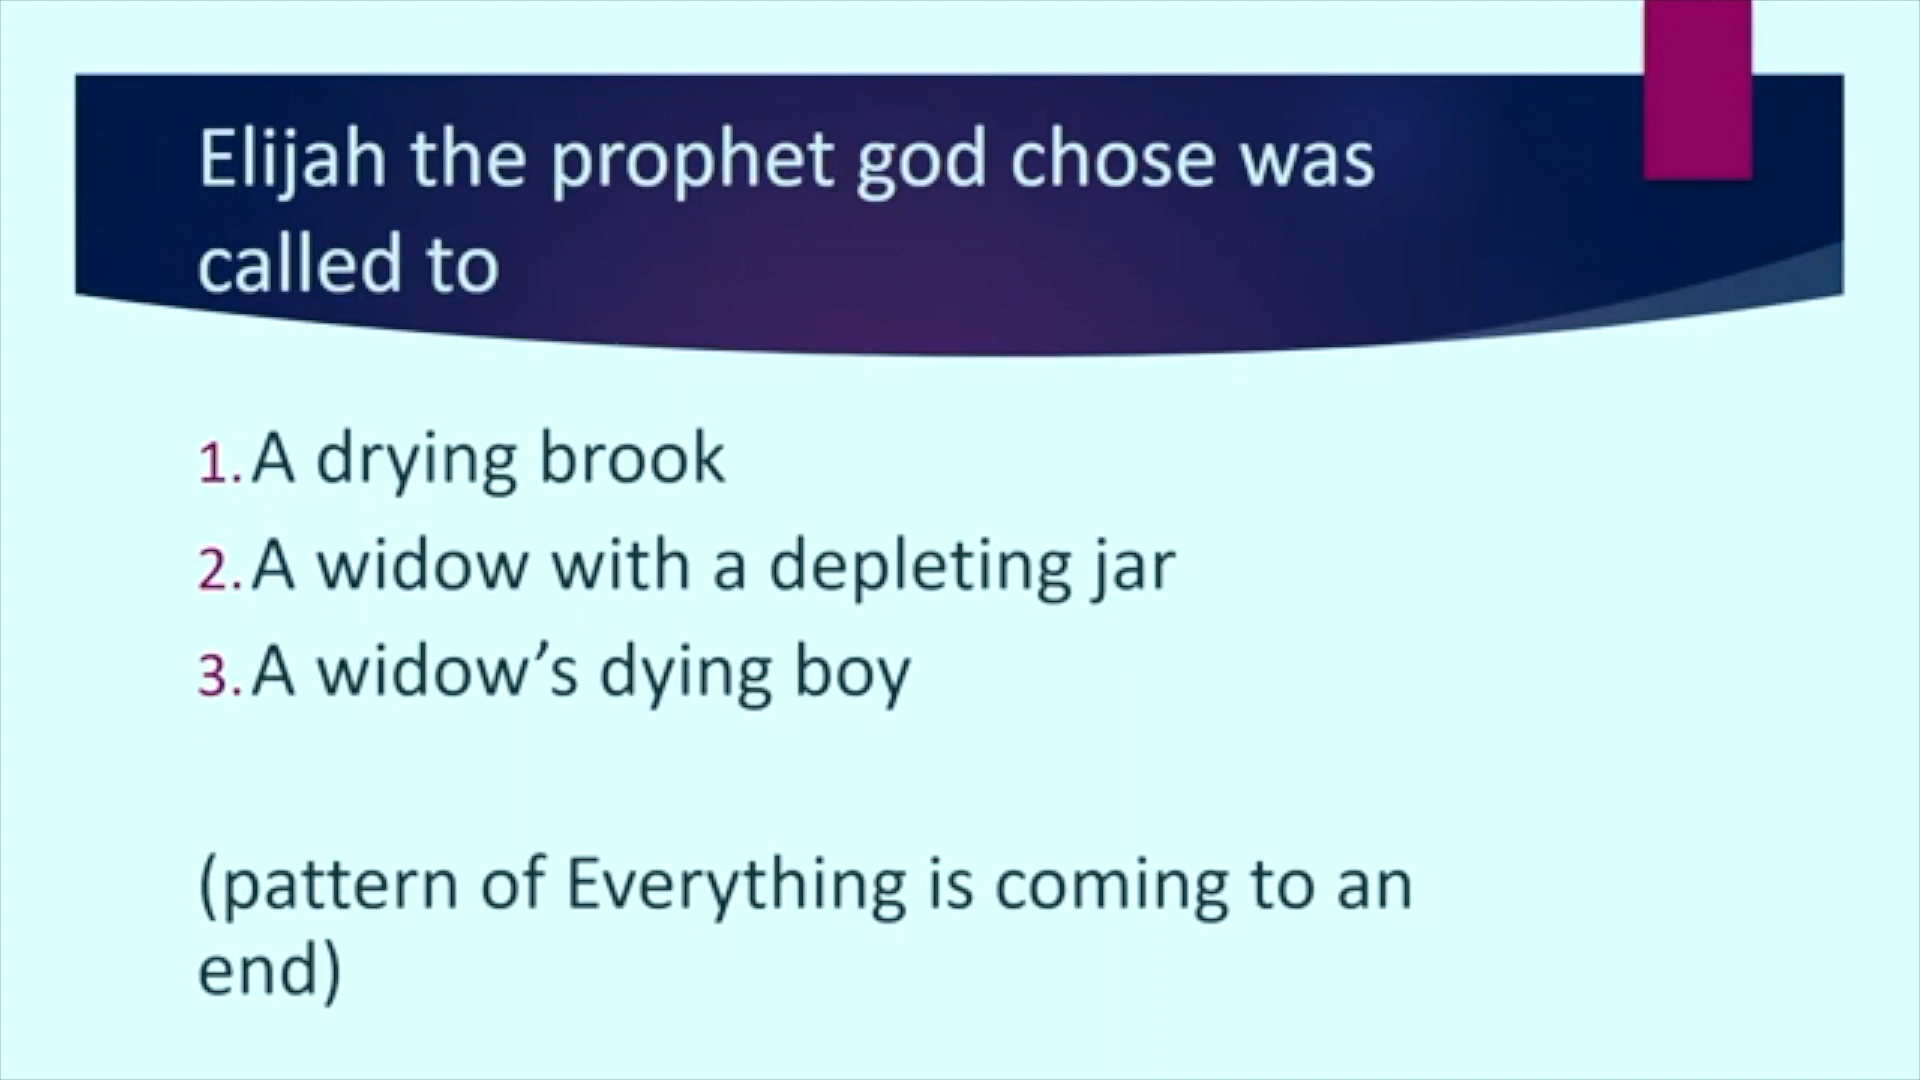 Elijah the prophet god chose was
called to
1. A drying brook
2. A widow with a depleting jar
3. A widow’s dying boy
(pattern of Everything is coming to an
end)